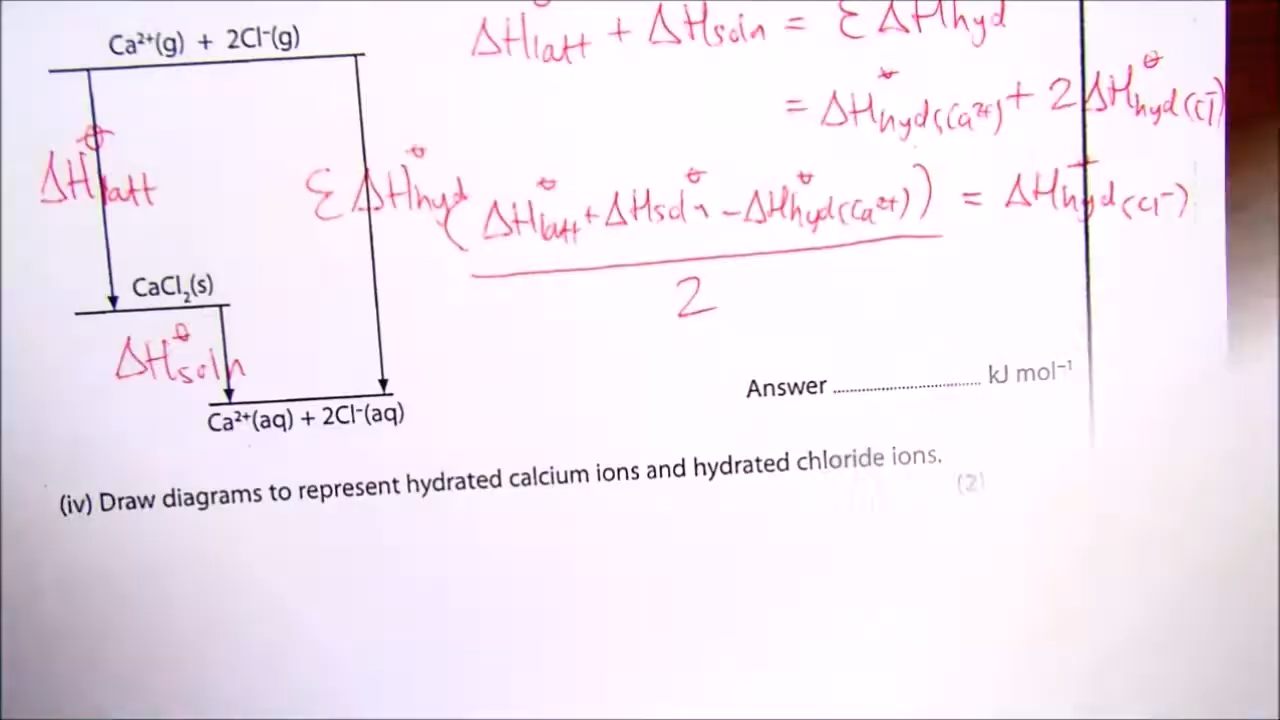 Ca²⁺(g) + 2Cl⁻(g)
ΔHlatt + ΔHsoln = ΣΔHhyd
= ΔH⦵hyd(Ca²⁺) + 2ΔH⦵hyd(Cl⁻)
ΔH⦵latt
ΣΔH⦵hyd
(ΔH⦵latt + ΔH⦵soln - ΔH⦵hyd(Ca²⁺)) = ΔH⦵hyd(Cl⁻)
2
CaCl₂(s)
ΔH⦵soln
Ca²⁺(aq) + 2Cl⁻(aq)
Answer ........................................ kJ mol⁻¹
(iv) Draw diagrams to represent hydrated calcium ions and hydrated chloride ions.
(2)